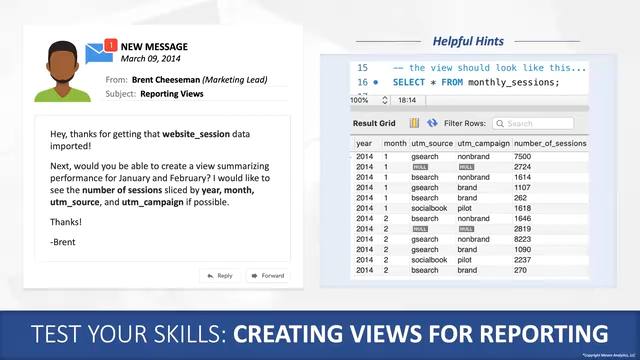 1 NEW MESSAGE
March 09, 2014
From: Brent Cheeseman (Marketing Lead)
Subject: Reporting Views
Hey, thanks for getting that website_session data
imported!
Next, would you be able to create a view summarizing
performance for January and February? I would like to
see the number of sessions sliced by year, month,
utm_source, and utm_campaign if possible.
Thanks!
-Brent
Reply Forward
Helpful Hints
15 -- the view should look like this...
16 SELECT * FROM monthly_sessions;
100% 18:14
Result Grid Filter Rows: Search
year month utm_source utm_campaign number_of_sessions
2014 1 gsearch nonbrand 7500
2014 1 NULL NULL 2724
2014 1 bsearch nonbrand 1614
2014 1 gsearch brand 1107
2014 1 bsearch brand 262
2014 1 socialbook pilot 1618
2014 2 bsearch nonbrand 1646
2014 2 NULL NULL 2819
2014 2 gsearch nonbrand 8223
2014 2 gsearch brand 1090
2014 2 socialbook pilot 2237
2014 2 bsearch brand 270
TEST YOUR SKILLS: CREATING VIEWS FOR REPORTING
*Copyright Maven Analytics, LLC